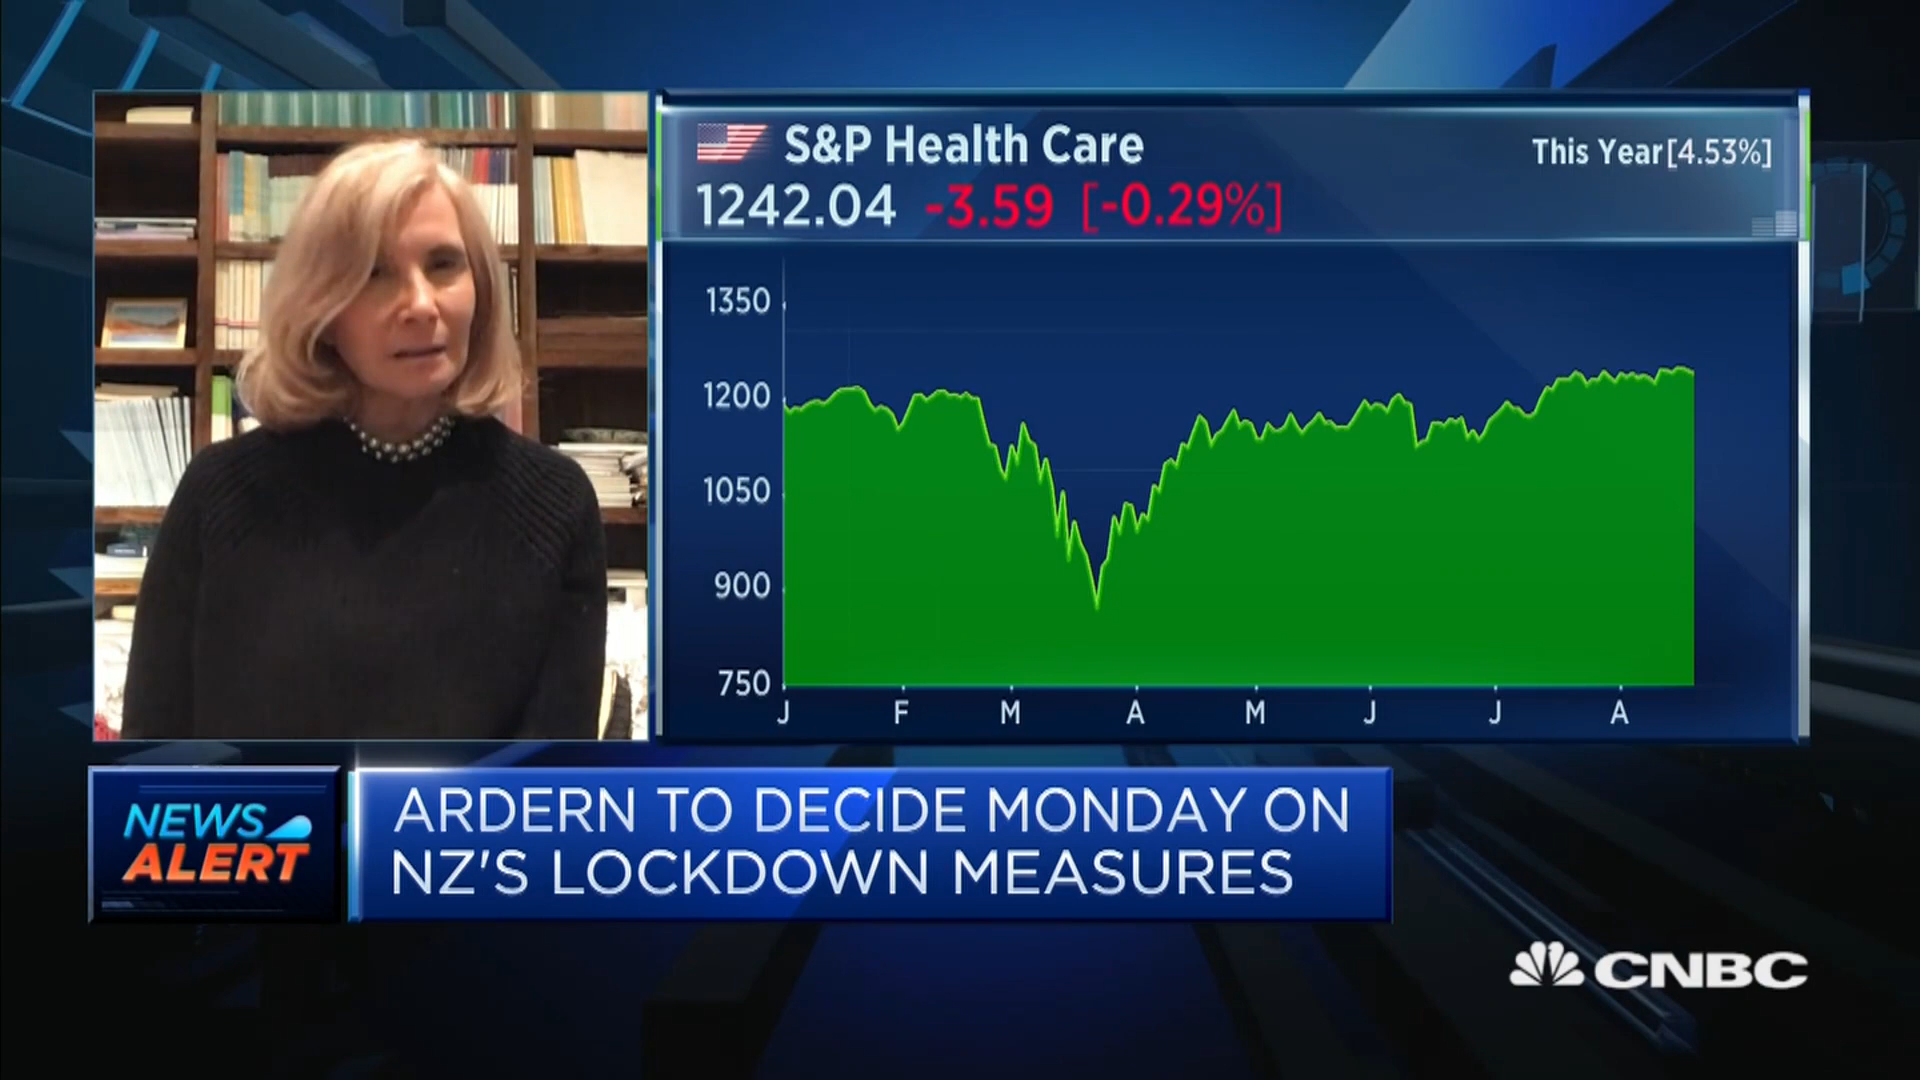 S&P Health Care
This Year[4.53%]
1242.04 -3.59 [-0.29%]
1350
1200
1050
900
750
J F M A M J J A
NEWS
ALERT
ARDERN TO DECIDE MONDAY ON
NZ'S LOCKDOWN MEASURES
CNBC